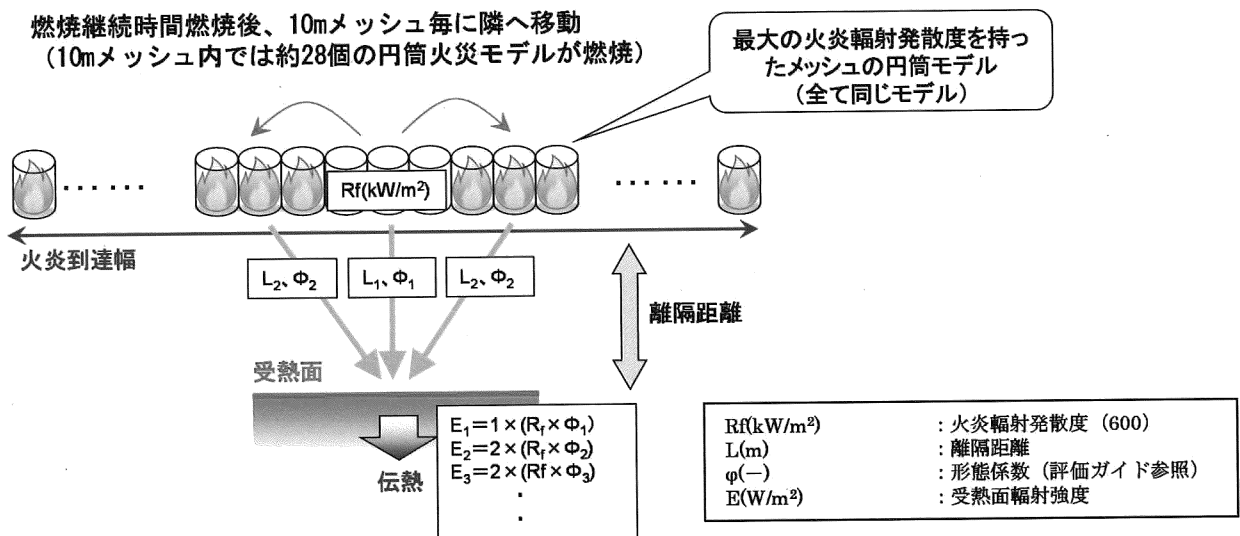 燃焼継続時間燃焼後、10mメッシュ毎に隣へ移動
(10mメッシュ内では約28個の円筒火災モデルが燃焼)
最大の火炎輻射発散度を持っ
たメッシュの円筒モデル
(全て同じモデル)
…… ……
Rf(kW/m²)
…… ……
火炎到達幅
L₂、Φ₂
L₁、Φ₁
L₂、Φ₂
離隔距離
受熱面
伝熱
E₁=1×(R_f×Φ₁)
E₂=2×(R_f×Φ₂)
E₃=2×(Rf×Φ₃)
・
・
Rf(kW/m²) :火炎輻射発散度(600)
L(m) :離隔距離
φ(−) :形態係数(評価ガイド参照)
E(W/m²) :受熱面輻射強度